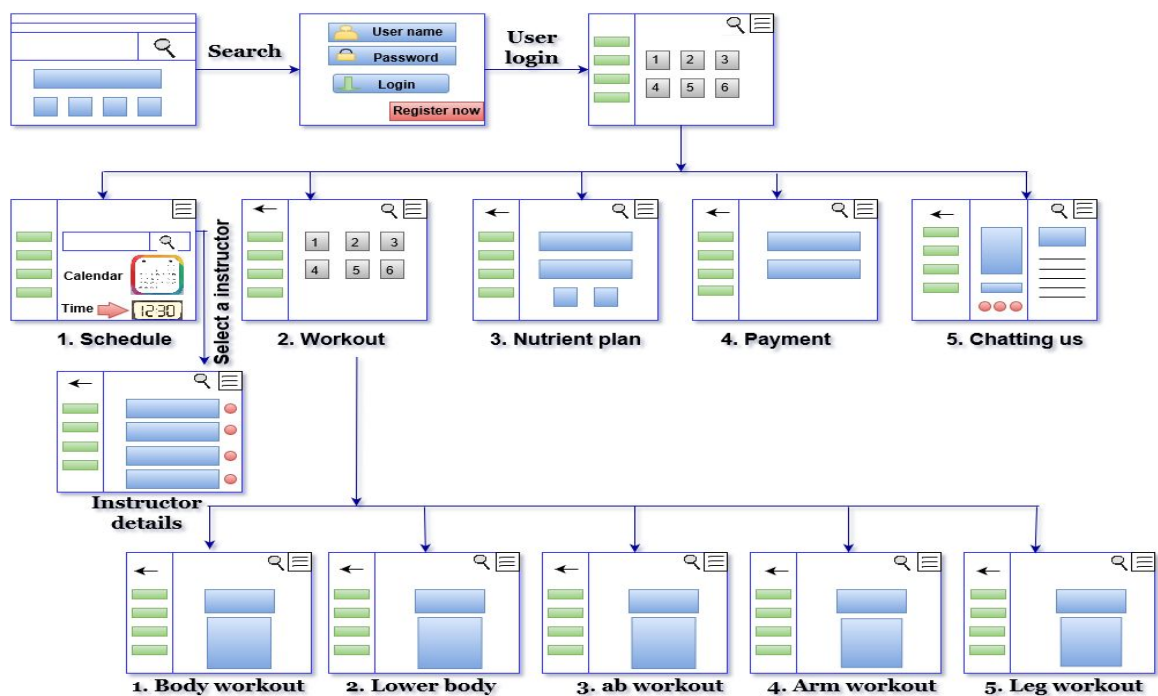 User name
Password
Login
Register now
Search
User
login
1 2 3
4 5 6
Calendar
Time
12:30
1. Schedule
Select a instructor
1 2 3
4 5 6
2. Workout
3. Nutrient plan
4. Payment
5. Chatting us
Instructor
details
1. Body workout
2. Lower body
3. ab workout
4. Arm workout
5. Leg workout